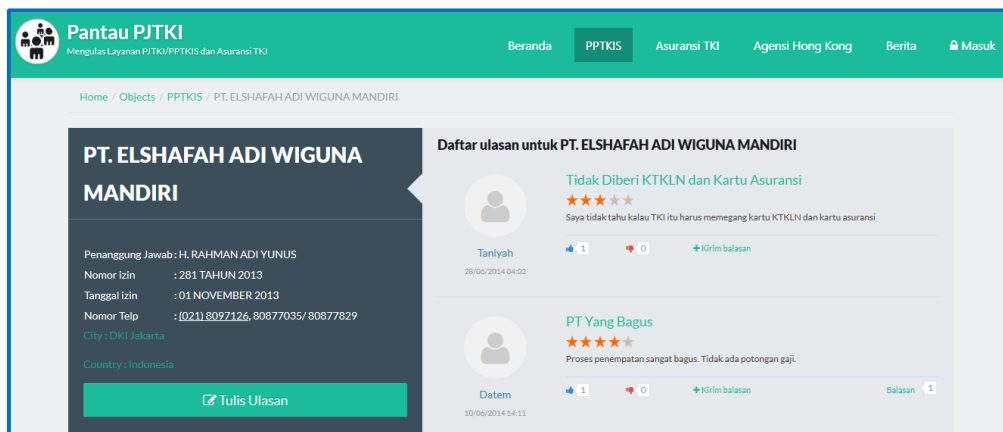 Pantau PJTKI
Mengulas Layanan PJTKI/PPTKIS dan Asuransi TKI
Beranda
PPTKIS
Asuransi TKI
Agensi Hong Kong
Berita
Masuk
Home / Objects / PPTKIS / PT. ELSHAFAH ADI WIGUNA MANDIRI
PT. ELSHAFAH ADI WIGUNA
MANDIRI
Penanggung Jawab : H. RAHMAN ADI YUNUS
Nomor izin : 281 TAHUN 2013
Tanggal izin : 01 NOVEMBER 2013
Nomor Telp : (021) 8097126, 80877035/ 80877829
City : DKI Jakarta
Country : Indonesia
Tulis Ulasan
Daftar ulasan untuk PT. ELSHAFAH ADI WIGUNA MANDIRI
Tidak Diberi KTKLN dan Kartu Asuransi
Saya tidak tahu kalau TKI itu harus memegang kartu KTKLN dan kartu asuransi
Taniyah
28/06/2014 04:02
1
0
+Kirim balasan
PT Yang Bagus
Proses penempatan sangat bagus. Tidak ada potongan gaji.
Datem
10/06/2014 14:11
1
0
+Kirim balasan
Balasan 1